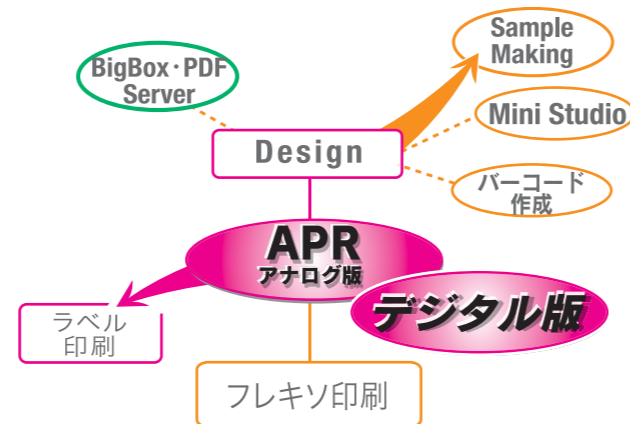 Sample
Making
BigBox・PDF
Server
Mini Studio
Design
バーコード
作成
APR
アナログ版
デジタル版
ラベル
印刷
フレキソ印刷